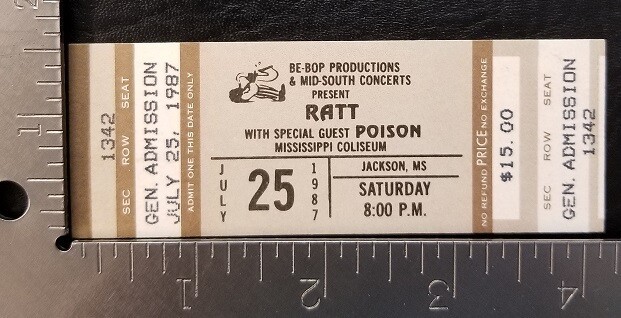 SEC ROW SEAT
1342
GEN. ADMISSION
JULY 25, 1987
ADMIT ONE THIS DATE ONLY
BE-BOP PRODUCTIONS
& MID-SOUTH CONCERTS
PRESENT
RATT
WITH SPECIAL GUEST POISON
MISSISSIPPI COLISEUM
JULY
25
1987
JACKSON, MS
SATURDAY
8:00 P.M.
NO REFUND PRICE NO EXCHANGE
$15.00
SEC ROW SEAT
GEN. ADMISSION
1342
1
2
1
2
3
4